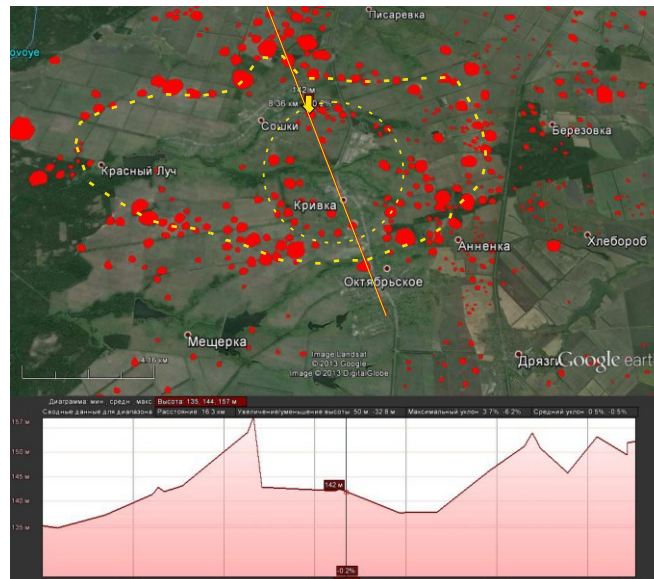 Писаревка
ovoye
142 м
8.36 км
Сошки
Березовка
Красный Луч
Кривка
Анненка
Хлебороб
Октябрьское
Мещерка
Image Landsat
© 2013 Google
Image © 2013 DigitalGlobe
4.16 км
Дрязги
Google eart
Диаграмма мин средн макс Высота: 135, 144, 157 м
Сводные данные для диапазона Расстояние 16.3 км Увеличение/уменьшение высоты 50 м -32.8 м Максимальный уклон 3.7% -6.2% Средний уклон 0.5% -0.5%
157 м
150 м
145 м
142 м
140 м
135 м
-0.2%